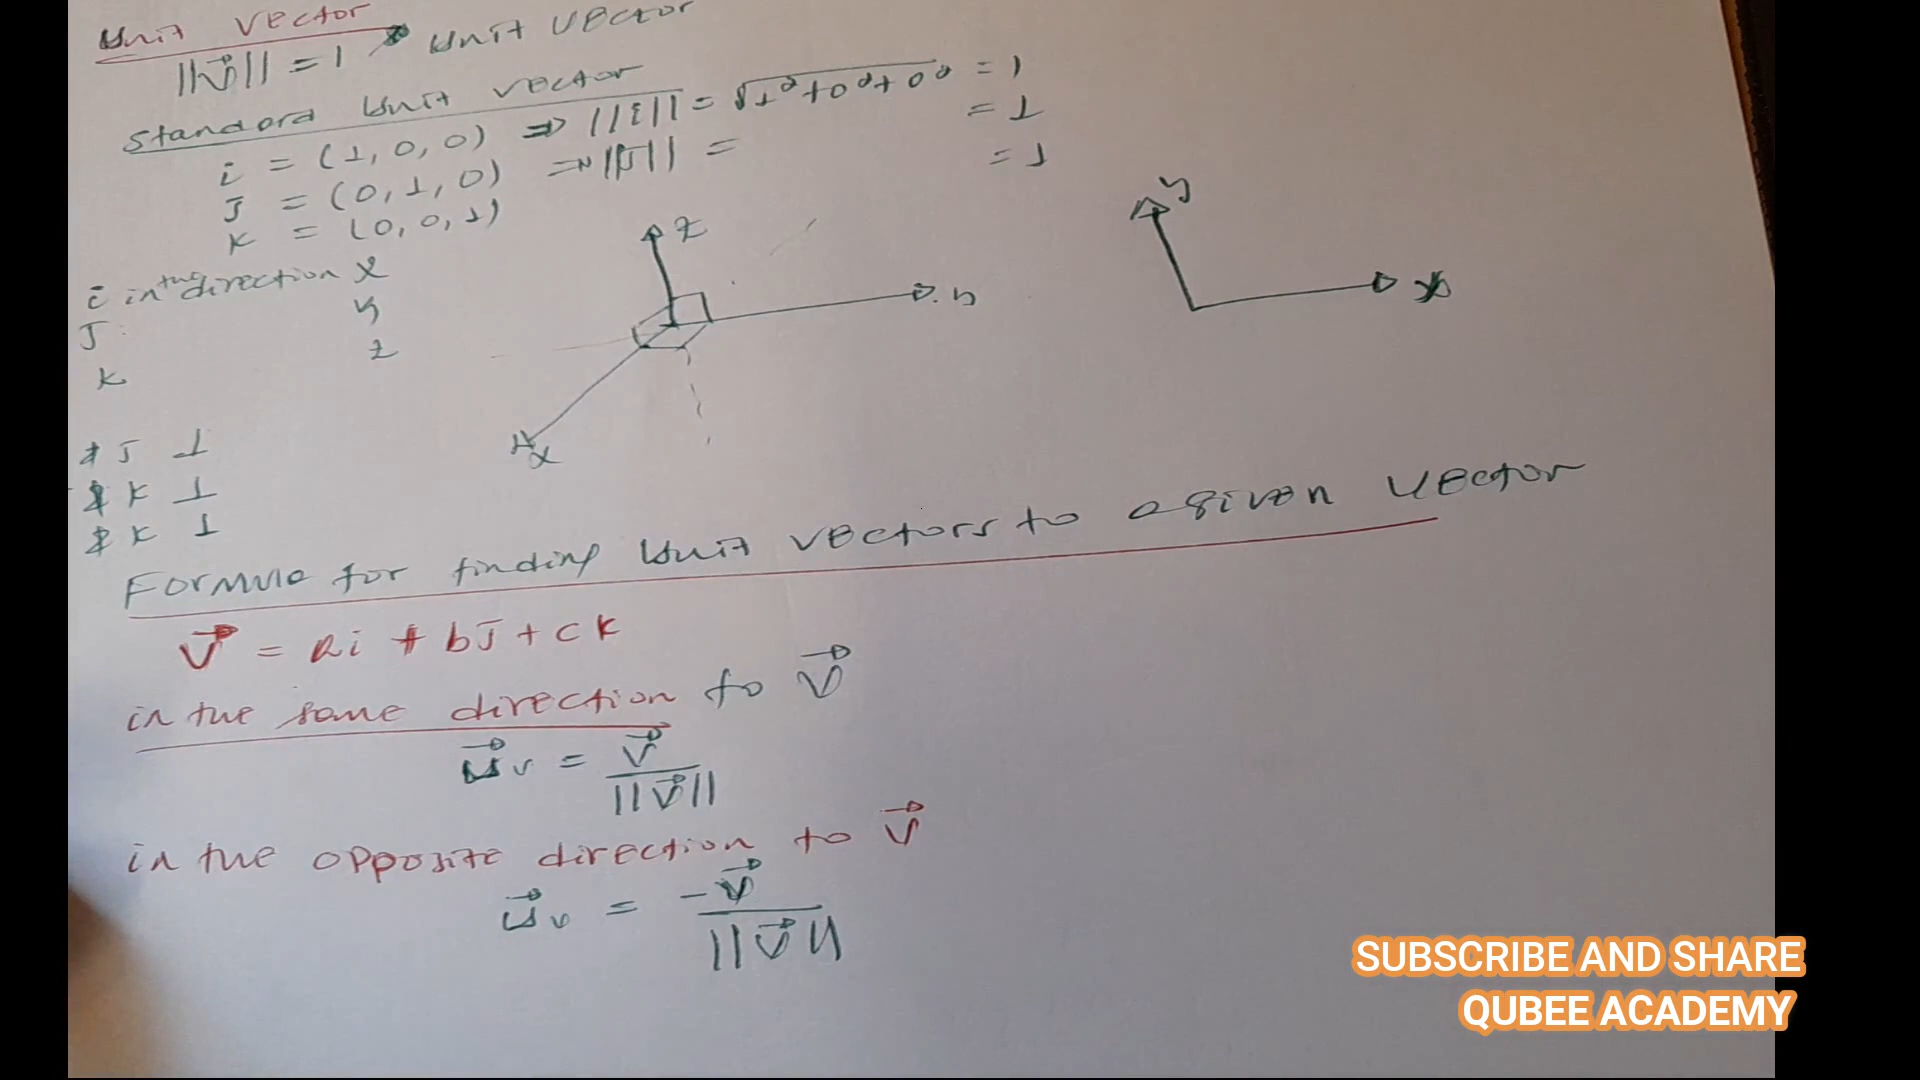 Unit vector
||v⃗|| = 1 → Unit vector
Standard Unit vector
i = (1, 0, 0) ⇒ ||i|| = √1²+0²+0² = 1
J = (0, 1, 0) ⇒ ||J|| = = 1
k = (0, 0, 1) = 1
i in the direction x
J y
k z
z
y
x
y
x
J ⊥
k ⊥
k ⊥
Formula for finding Unit vectors to a given vector
V⃗ = ai + bJ + ck
in the same direction to V⃗
u⃗v = V⃗ / ||V⃗||
in the opposite direction to V⃗
u⃗v = -V⃗ / ||V⃗||
SUBSCRIBE AND SHARE
QUBEE ACADEMY